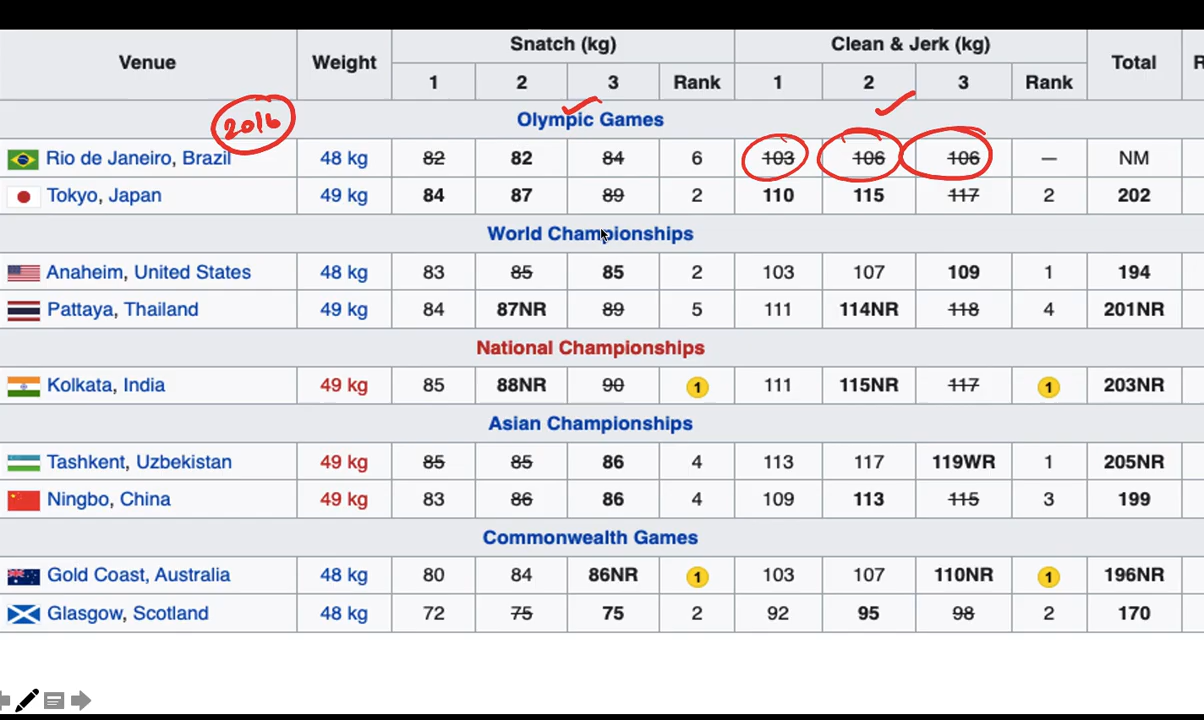 Venue Weight Snatch (kg) Clean & Jerk (kg) Total R
1 2 3 Rank 1 2 3 Rank
Olympic Games
2016
Rio de Janeiro, Brazil 48 kg 82 82 84 6 103 106 106 — NM
Tokyo, Japan 49 kg 84 87 89 2 110 115 117 2 202
World Championships
Anaheim, United States 48 kg 83 85 85 2 103 107 109 1 194
Pattaya, Thailand 49 kg 84 87NR 89 5 111 114NR 118 4 201NR
National Championships
Kolkata, India 49 kg 85 88NR 90 1 111 115NR 117 1 203NR
Asian Championships
Tashkent, Uzbekistan 49 kg 85 85 86 4 113 117 119WR 1 205NR
Ningbo, China 49 kg 83 86 86 4 109 113 115 3 199
Commonwealth Games
Gold Coast, Australia 48 kg 80 84 86NR 1 103 107 110NR 1 196NR
Glasgow, Scotland 48 kg 72 75 75 2 92 95 98 2 170